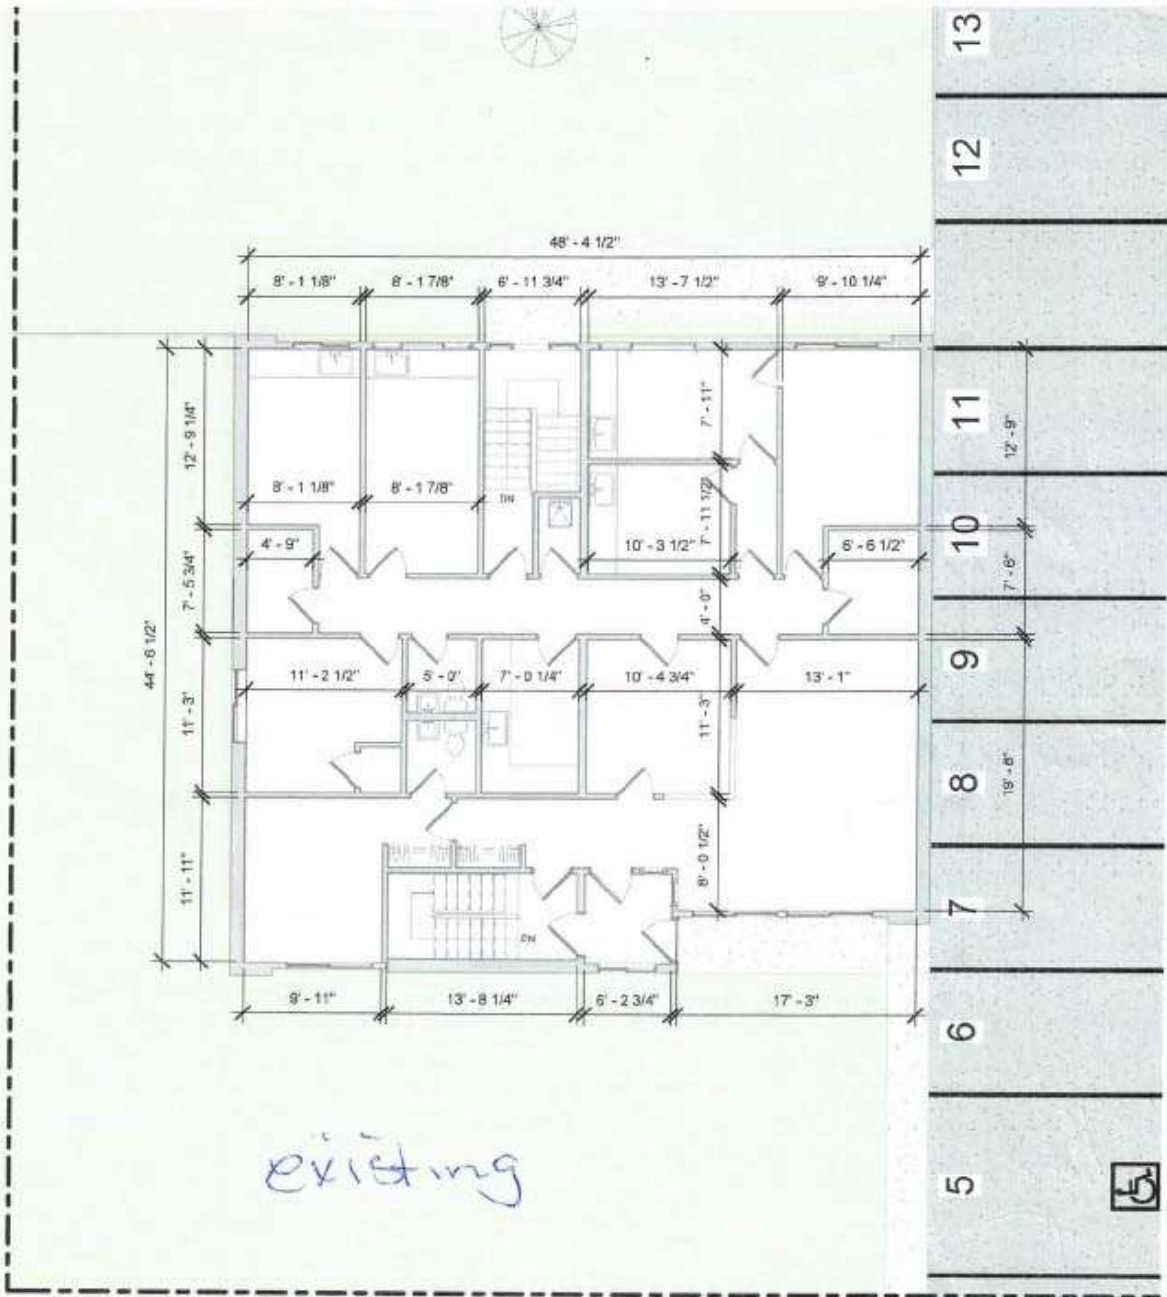 13
12
48' - 4 1/2"
8' - 1 1/8"
8' - 1 7/8"
6' - 11 3/4"
13' - 7 1/2"
9' - 10 1/4"
12' - 9 1/4"
7' - 11"
11
12' - 9"
8' - 1 1/8"
8' - 1 7/8"
DN
7' - 11 1/2"
10
4' - 9"
10' - 3 1/2"
6' - 6 1/2"
7' - 5 3/4"
4' - 0"
7' - 6"
44' - 6 1/2"
9
11' - 2 1/2"
5' - 0"
7' - 0 1/4"
10' - 4 3/4"
13' - 1"
11' - 3"
11' - 3"
8
19' - 8"
11' - 11"
8' - 0 1/2"
7
DN
9' - 11"
13' - 8 1/4"
6' - 2 3/4"
17' - 3"
6
existing
5